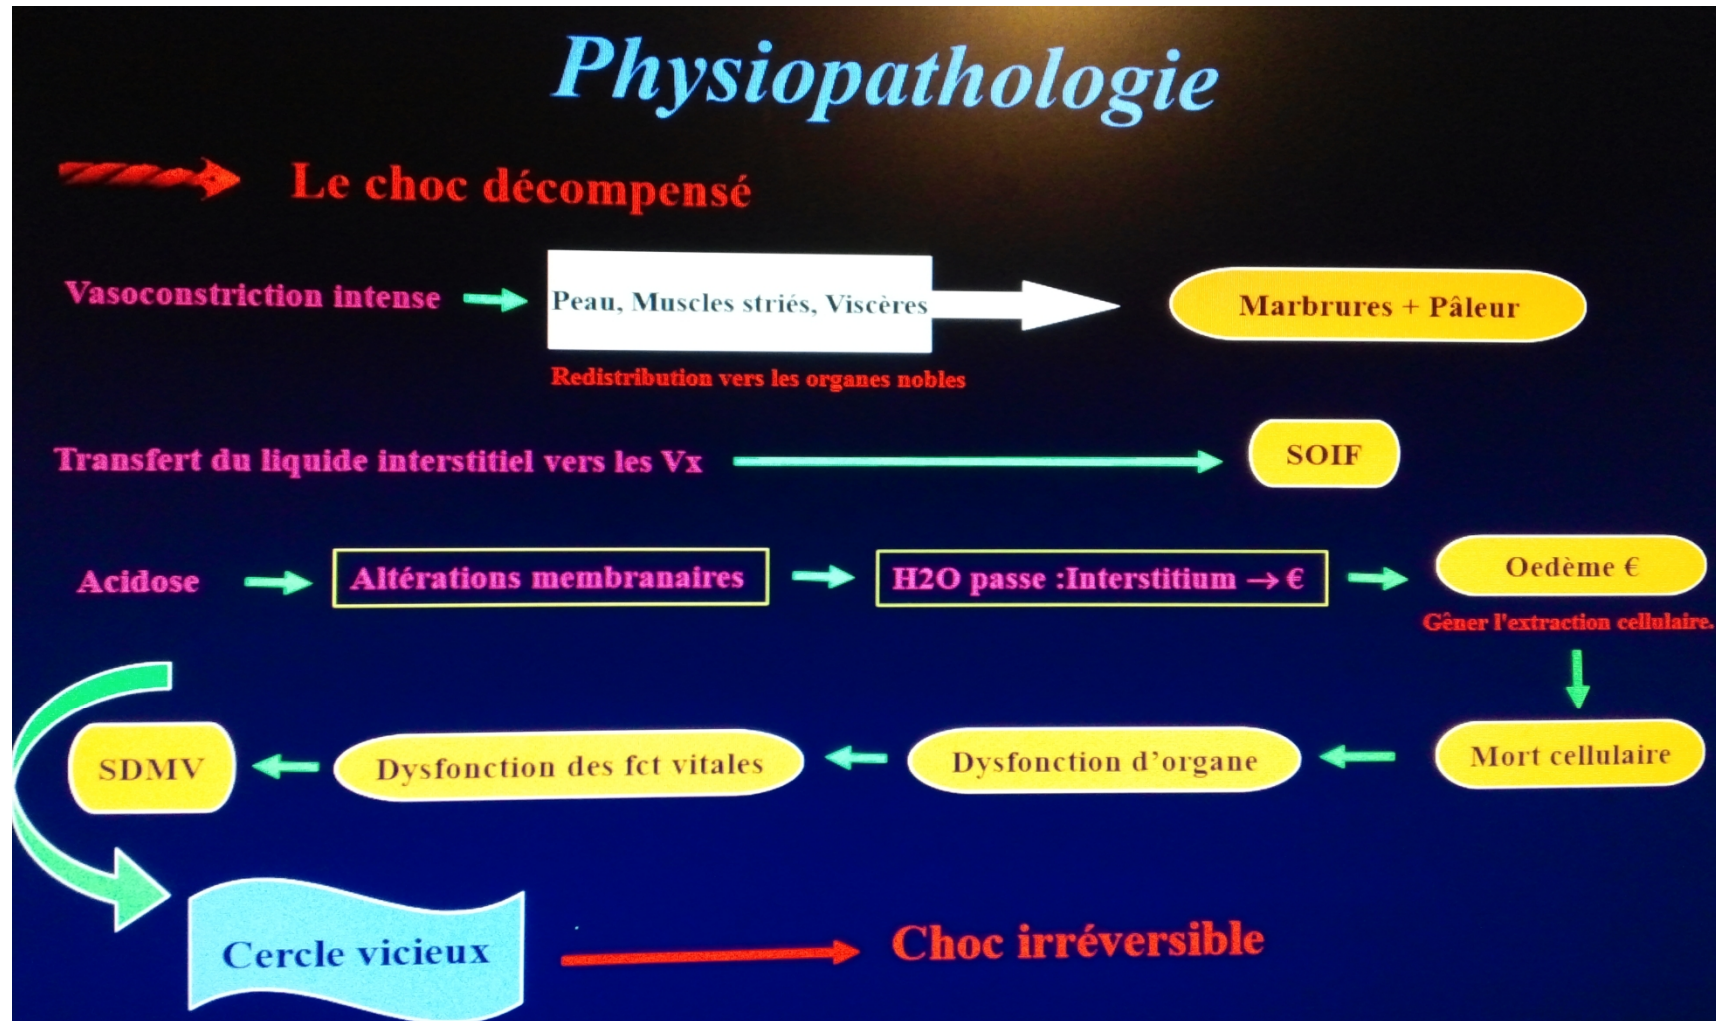 Physiopathologie
Le choc décompensé
Vasoconstriction intense
Peau, Muscles striés, Viscères
Marbrures + Pâleur
Redistribution vers les organes nobles
Transfert du liquide interstitiel vers les Vx
SOIF
Acidose
Altérations membranaires
H2O passe :Interstitium → €
Oedème €
Gêner l'extraction cellulaire.
SDMV
Dysfonction des fct vitales
Dysfonction d’organe
Mort cellulaire
Cercle vicieux
Choc irréversible